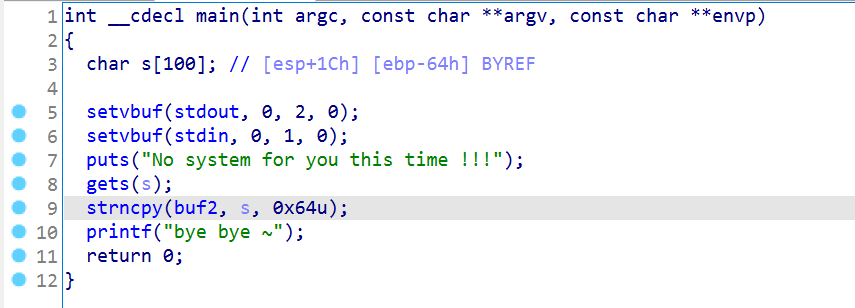 1 int __cdecl main(int argc, const char **argv, const char **envp)
2 {
3   char s[100]; // [esp+1Ch] [ebp-64h] BYREF
4
5   setvbuf(stdout, 0, 2, 0);
6   setvbuf(stdin, 0, 1, 0);
7   puts("No system for you this time !!!");
8   gets(s);
9   strncpy(buf2, s, 0x64u);
10   printf("bye bye ~");
11   return 0;
12 }